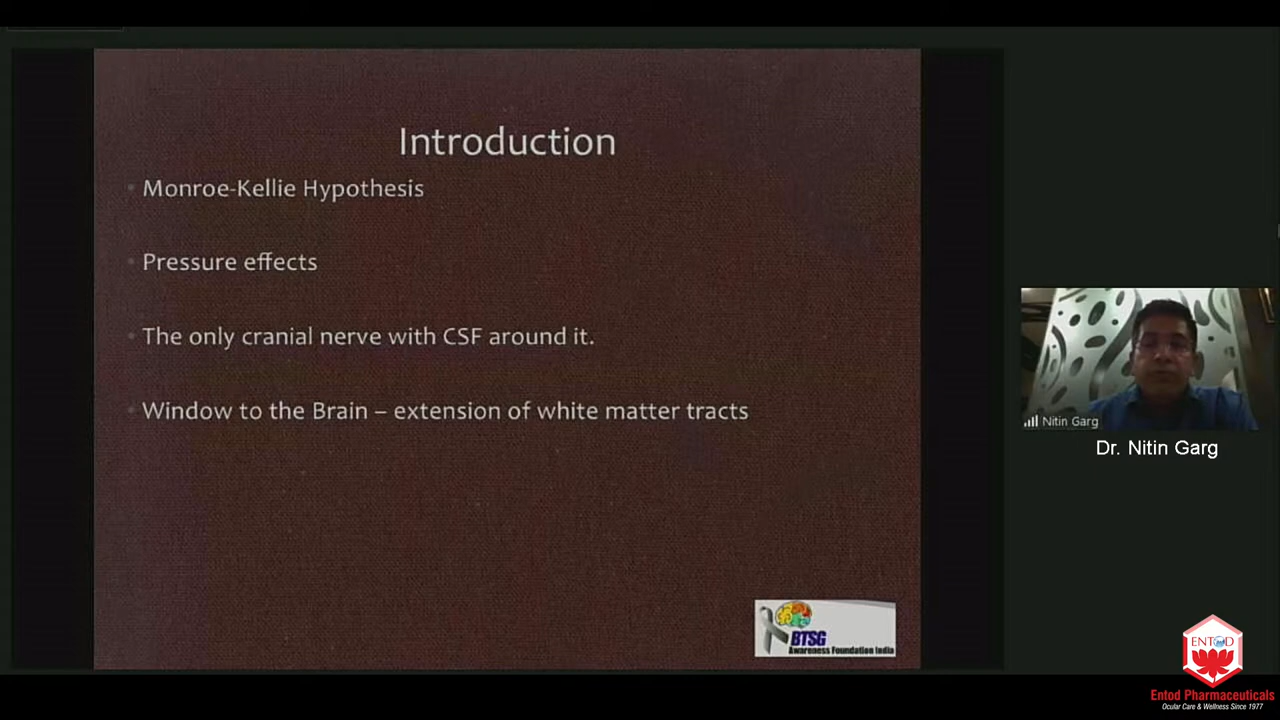 Introduction
Monroe-Kellie Hypothesis
Pressure effects
The only cranial nerve with CSF around it.
Window to the Brain – extension of white matter tracts
BTSG
Awareness Foundation India
Nitin Garg
Dr. Nitin Garg
ENTOD
Entod Pharmaceuticals
Ocular Care & Wellness Since 1977